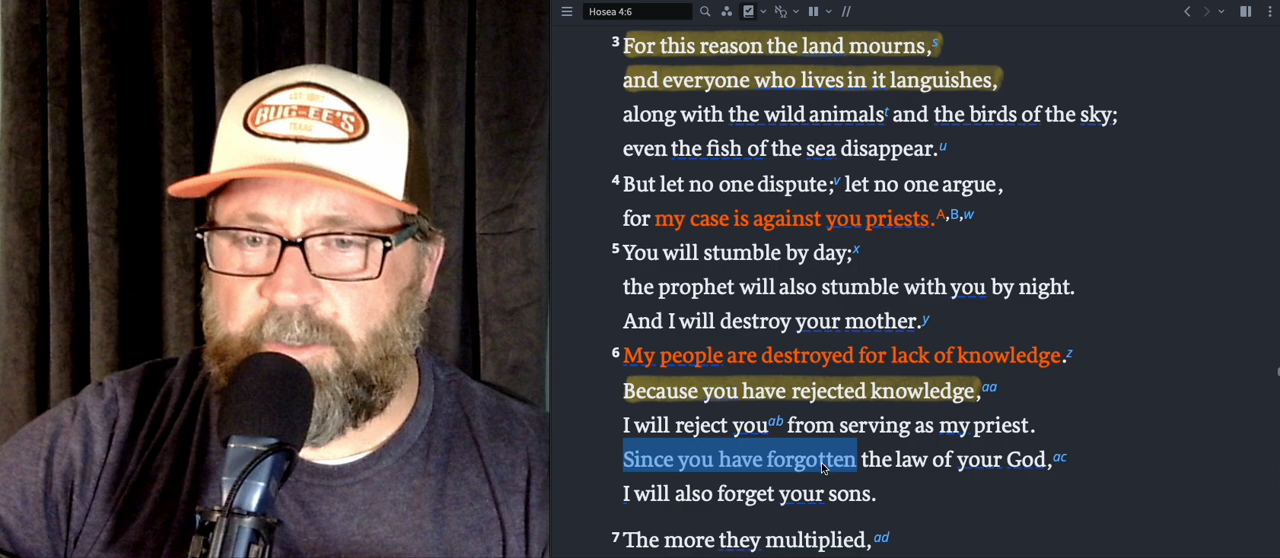 Hosea 4:6
EST. 1982
BUC-EE'S
TEXAS
3 For this reason the land mourns,s
and everyone who lives in it languishes,
along with the wild animalst and the birds of the sky;
even the fish of the sea disappear.u
4 But let no one dispute;v let no one argue,
for my case is against you priests.A,B,w
5 You will stumble by day;x
the prophet will also stumble with you by night.
And I will destroy your mother.y
6 My people are destroyed for lack of knowledge.z
Because you have rejected knowledge,aa
I will reject youab from serving as my priest.
Since you have forgotten the law of your God,ac
I will also forget your sons.
7 The more they multiplied,ad